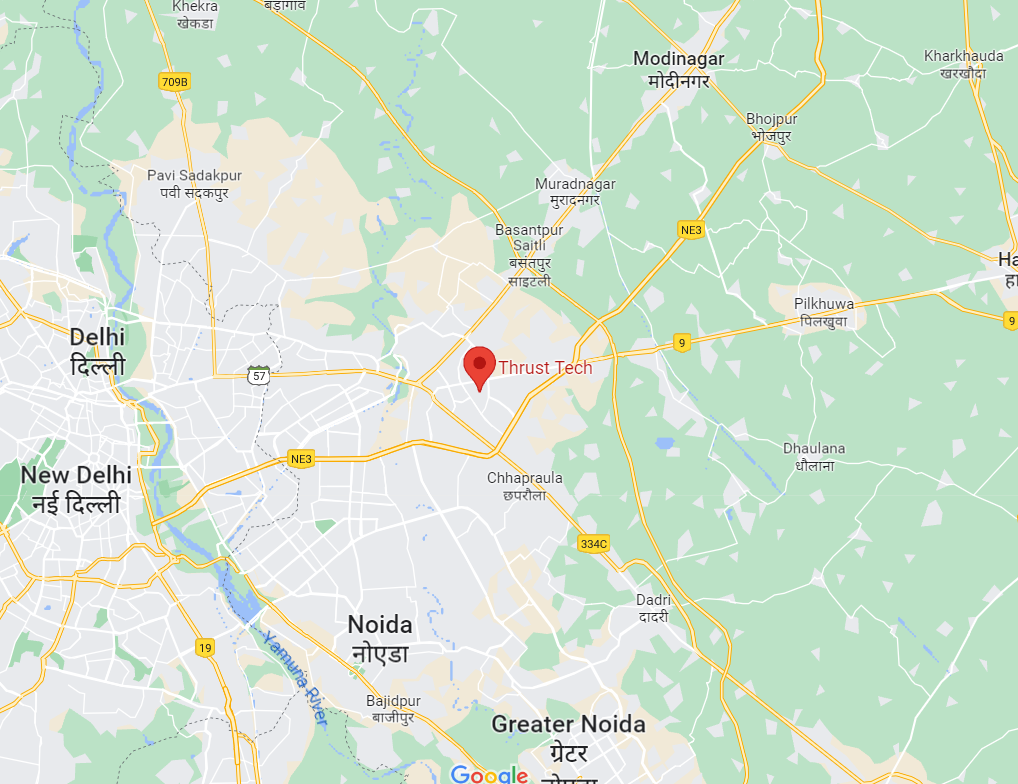 Khekra
खेकडा
बड़ागाँव
709B
Modinagar
मोदीनगर
Kharkhauda
खरखौदा
Bhojpur
भोजपुर
Pavi Sadakpur
पवी सदकपुर
Muradnagar
मुरादनगर
Basantpur
Saitli
बसंतपुर
साइटली
NE3
Ha
हा
Pilkhuwa
पिलखुवा
9
9
Delhi
दिल्ली
57
Thrust Tech
New Delhi
नई दिल्ली
NE3
Chhapraula
छपरौला
Dhaulana
धौलाना
334C
Dadri
दादरी
Noida
नोएडा
19
Yamuna River
Bajidpur
बाजीपुर
Greater Noida
ग्रेटर
नोएडा
Google